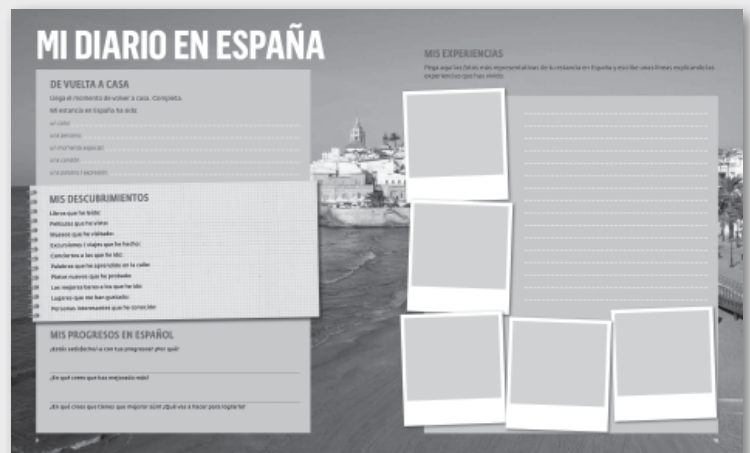 MI DIARIO EN ESPAÑA
DE VUELTA A CASA
Llega el momento de volver a casa. Completa.
Mi estancia en España ha sido:
un color
una persona
un momento especial
una comida
una palabra o expresión
MIS DESCUBRIMIENTOS
Libros que he leído:
Películas que he visto:
Museos que he visitado:
Excursiones y viajes que he hecho:
Conciertos a los que he ido:
Palabras que he aprendido en la calle:
Platos nuevos que he probado:
Los mejores bares a los que he ido:
Lugares que me han gustado:
Personas interesantes que he conocido:
MIS PROGRESOS EN ESPAÑOL
¿Estás satisfecho/-a con tus progresos? ¿Por qué?
¿En qué crees que has mejorado más?
¿En qué crees que tienes que mejorar aún? ¿Qué vas a hacer para lograrlo?
MIS EXPERIENCIAS
Pega aquí las fotos más representativas de tu estancia en España y escribe unas líneas explicando las
experiencias que has vivido.